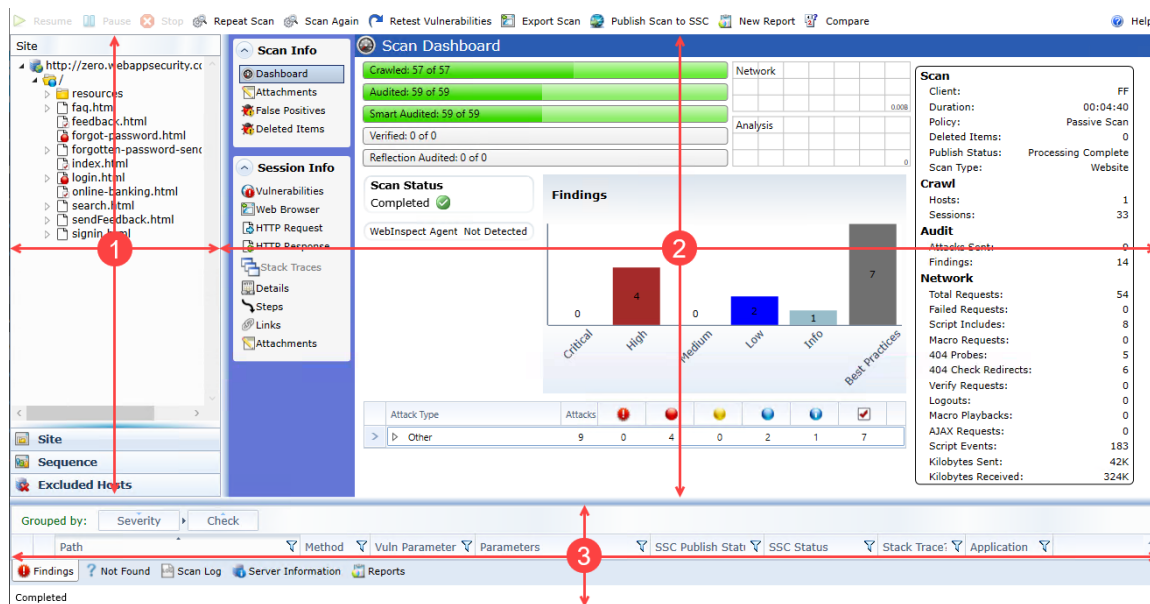 Resume Pause Stop Repeat Scan Scan Again Retest Vulnerabilities Export Scan Publish Scan to SSC New Report Compare Help
Site
http://zero.webappsecurity.cc
/
resources
faq.html
feedback.html
forgot-password.html
forgotten-password-send
index.html
login.html
online-banking.html
search.html
sendFeedback.html
signin.html
1
Site
Sequence
Excluded Hosts
Scan Info
Dashboard
Attachments
False Positives
Deleted Items
Session Info
Vulnerabilities
Web Browser
HTTP Request
HTTP Response
Stack Traces
Details
Steps
Links
Attachments
Scan Dashboard
Crawled: 57 of 57
Audited: 59 of 59
Smart Audited: 59 of 59
Verified: 0 of 0
Reflection Audited: 0 of 0
Network
0.00B
Analysis
0
Scan Status
Completed
WebInspect Agent Not Detected
Findings
2
0 4 0 2 1 7
Critical High Medium Low Info Best Practices
Attack Type Attacks
Other 9 0 4 0 2 1 7
Scan
Client: FF
Duration: 00:04:40
Policy: Passive Scan
Deleted Items: 0
Publish Status: Processing Complete
Scan Type: Website
Crawl
Hosts: 1
Sessions: 33
Audit
Attacks Sent: 0
Findings: 14
Network
Total Requests: 54
Failed Requests: 0
Script Includes: 8
Macro Requests: 0
404 Probes: 5
404 Check Redirects: 6
Verify Requests: 0
Logouts: 0
Macro Playbacks: 0
AJAX Requests: 0
Script Events: 183
Kilobytes Sent: 42K
Kilobytes Received: 324K
Grouped by: Severity Check
Path Method Vuln Parameter Parameters SSC Publish Stat SSC Status Stack Trace Application
3
Findings Not Found Scan Log Server Information Reports
Completed